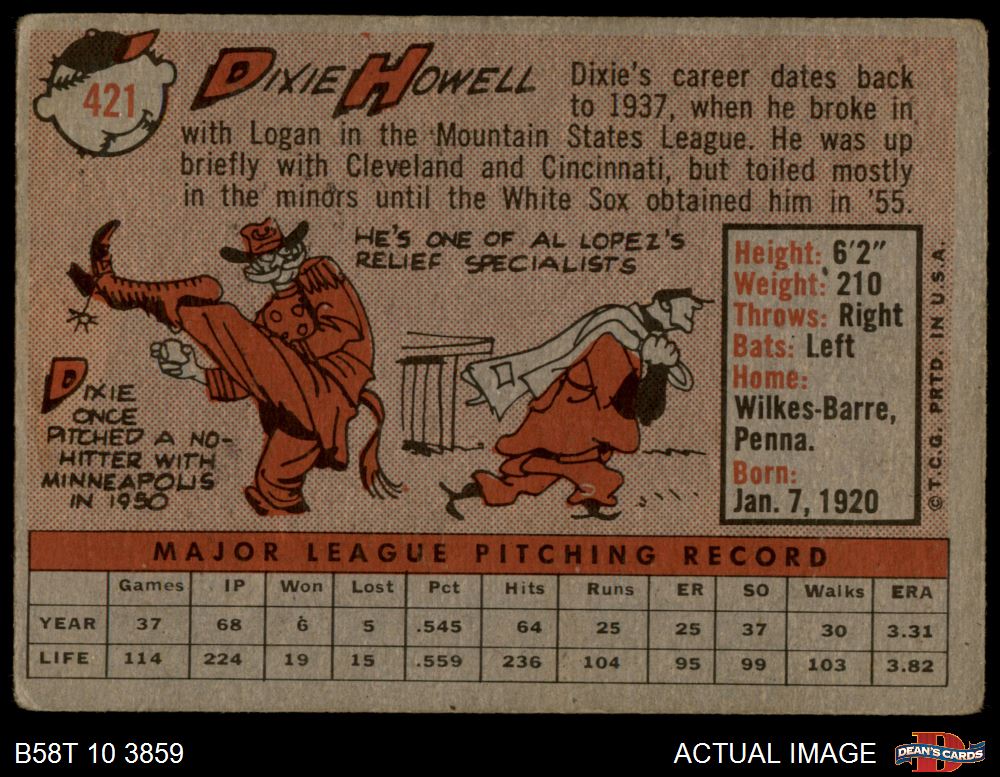 421
DIXIE HOWELL
Dixie's career dates back
to 1937, when he broke in
with Logan in the Mountain States League. He was up
briefly with Cleveland and Cincinnati, but toiled mostly
in the minors until the White Sox obtained him in '55.
HE'S ONE OF AL LOPEZ'S
RELIEF SPECIALISTS
C
DIXIE
ONCE
PITCHED A NO-
HITTER WITH
MINNEAPOLIS
IN 1950
Height: 6'2"
Weight: 210
Throws: Right
Bats: Left
Home:
Wilkes-Barre,
Penna.
Born:
Jan. 7, 1920
©T.C.G. PRTD. IN U.S.A.
MAJOR LEAGUE PITCHING RECORD
Games IP Won Lost Pct Hits Runs ER SO Walks ERA
YEAR 37 68 6 5 .545 64 25 25 37 30 3.31
LIFE 114 224 19 15 .559 236 104 95 99 103 3.82
B58T 10 3859
ACTUAL IMAGE
D
DEAN'S CARDS